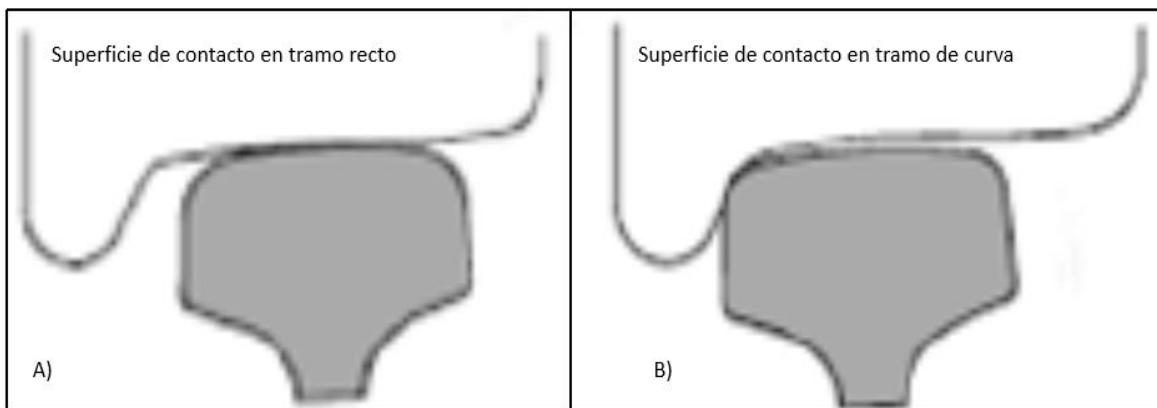 Superficie de contacto en tramo recto
Superficie de contacto en tramo de curva
A)
B)